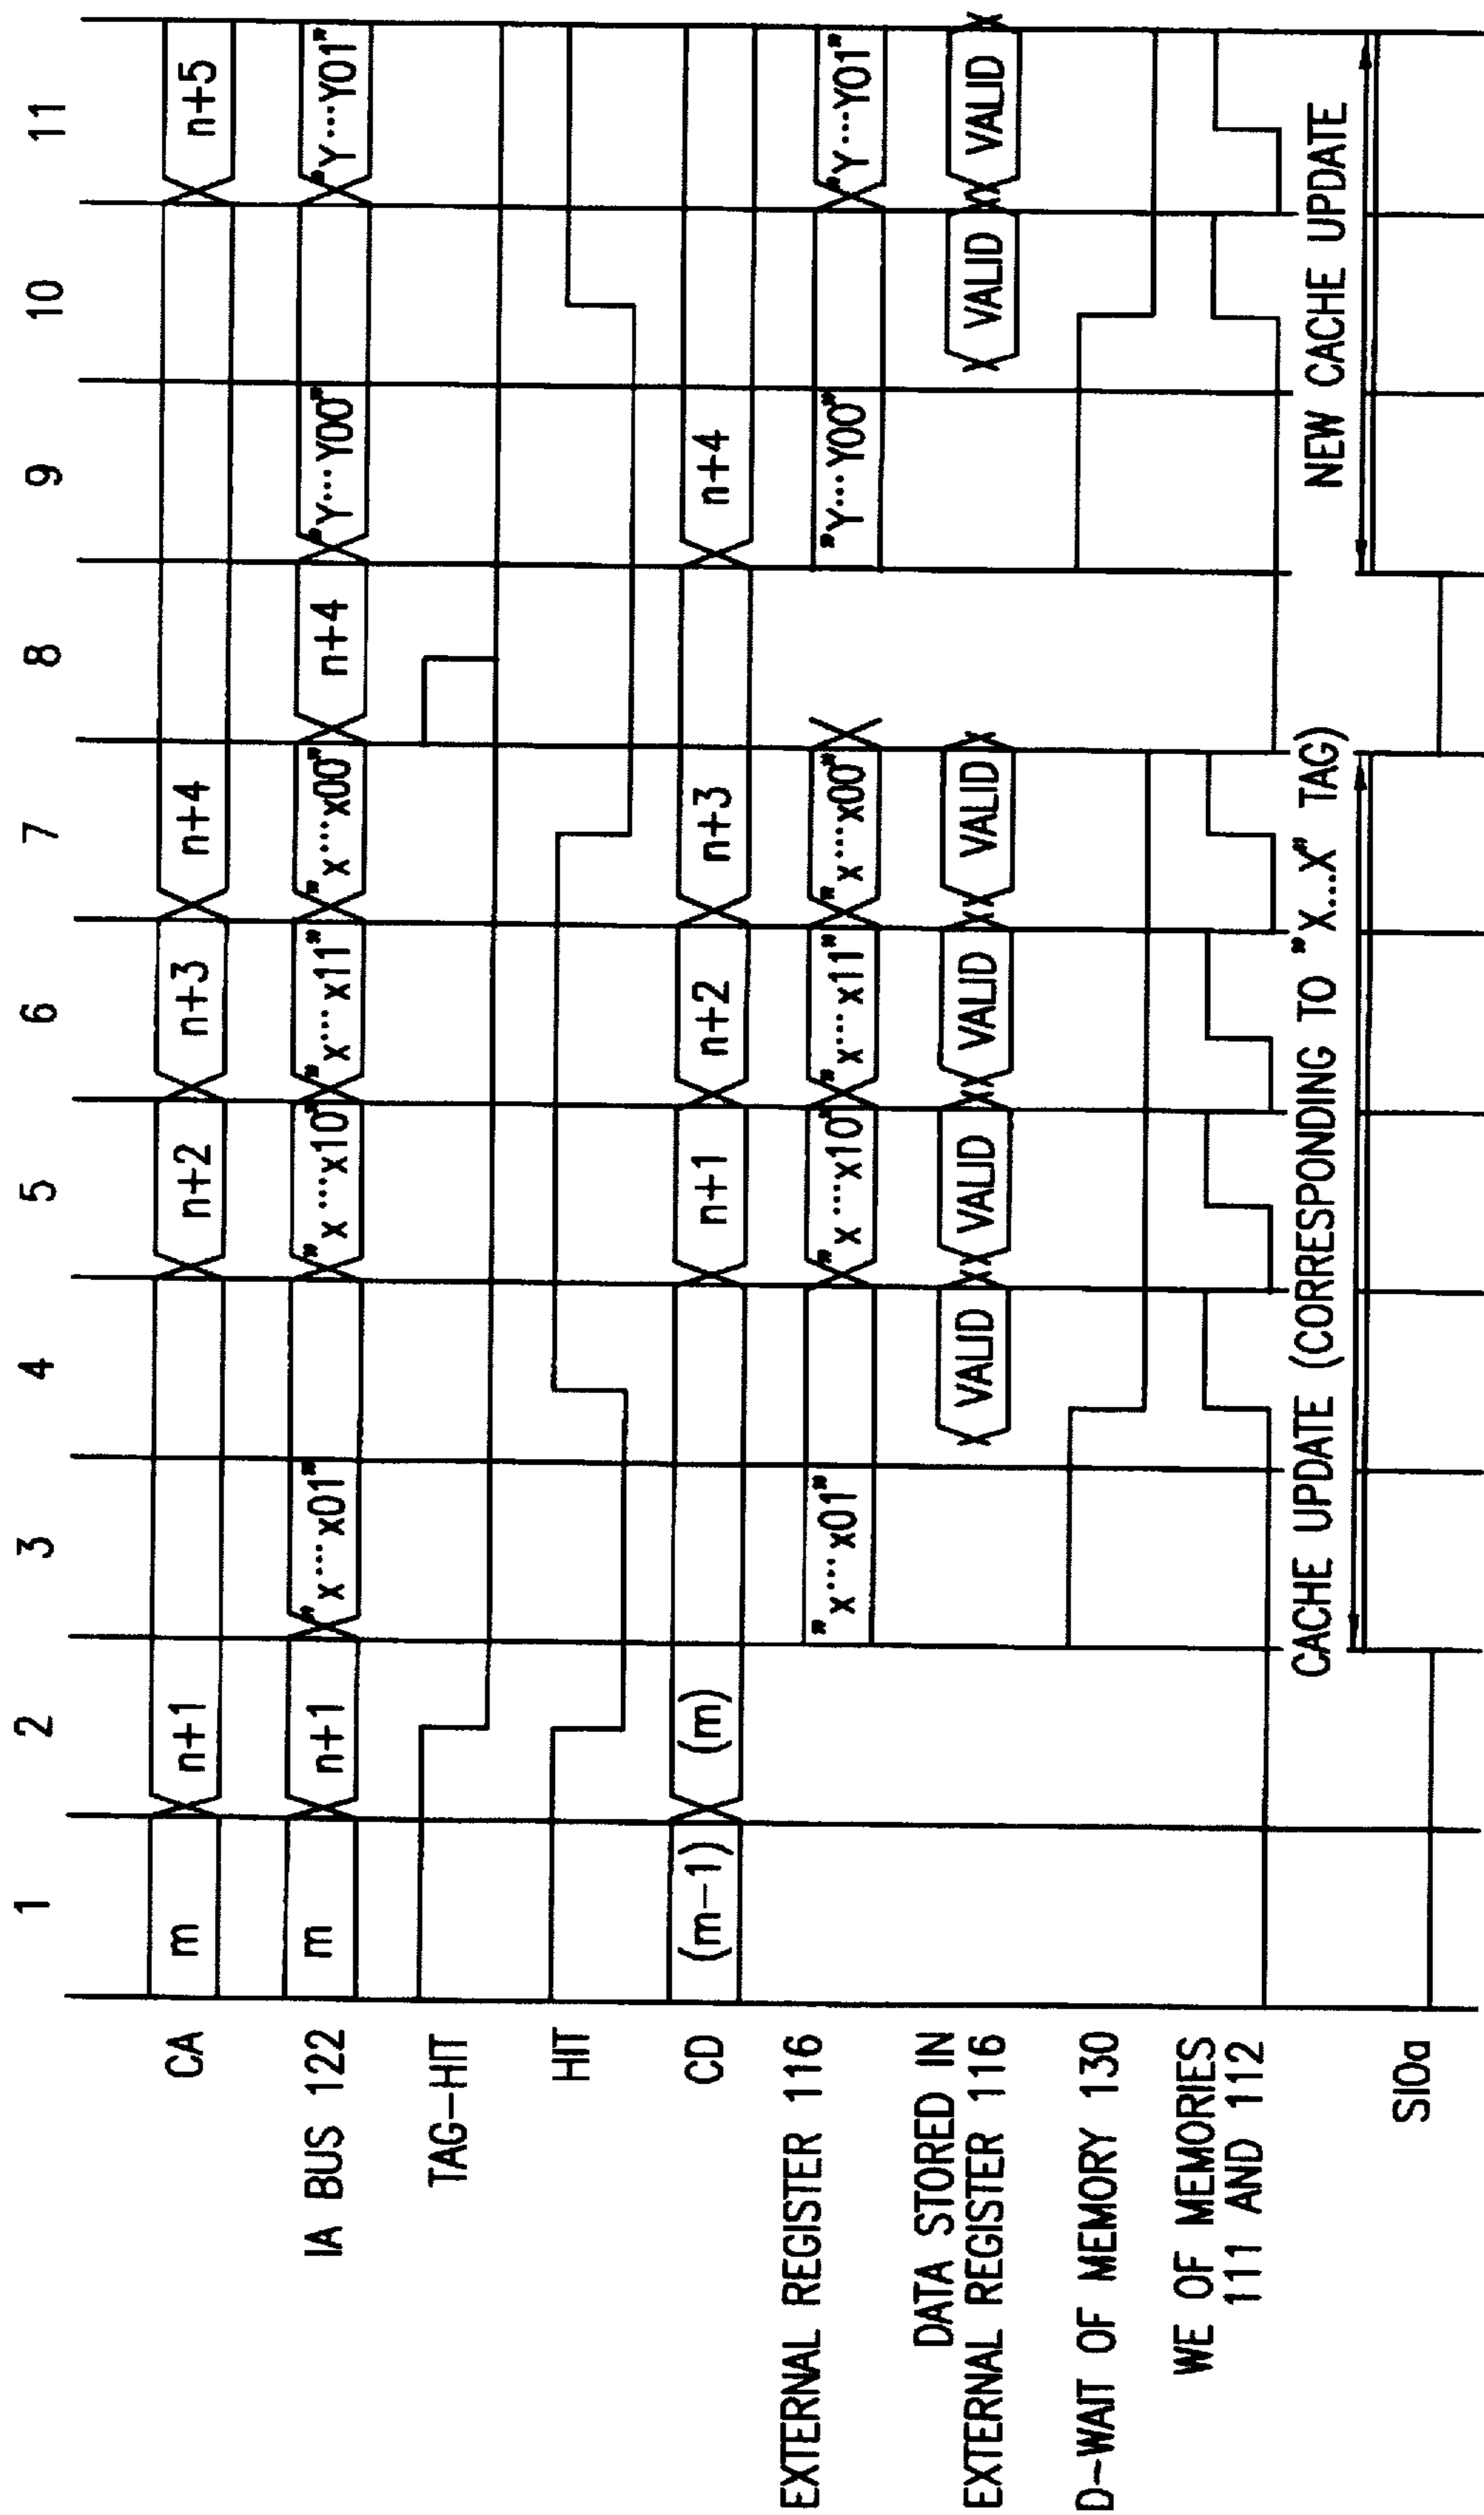 1 2 3 4 5 6 7 8 9 10 11
CA m n+1 n+2 n+3 n+4 n+5
IA BUS 122 m n+1 "x····x01" "x····x10" "x····x11" "x····x00" n+4 "Y···Y00" "Y···Y01"
TAG-HIT
HIT
CD (m-1) (m) n+1 n+2 n+3 n+4
EXTERNAL REGISTER 116 "x····x01" "x····x10" "x····x11" "x····x00" "Y···Y00" "Y···Y01"
DATA STORED IN
EXTERNAL REGISTER 116 VALID VALID VALID VALID VALID VALID
D-WAIT OF MEMORY 130
WE OF MEMORIES
111 AND 112
CACHE UPDATE (CORRESPONDING TO "X...X" TAG) NEW CACHE UPDATE
S10a